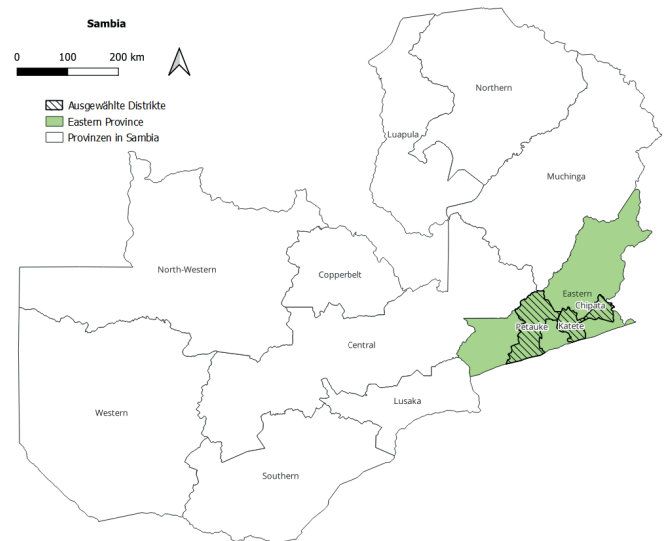 Sambia
0 100 200 km
Ausgewählte Distrikte
Eastern Province
Provinzen in Sambia
Northern
Luapula
Muchinga
North-Western
Copperbelt
Eastern
Chipata
Petauke
Katete
Central
Western
Lusaka
Southern